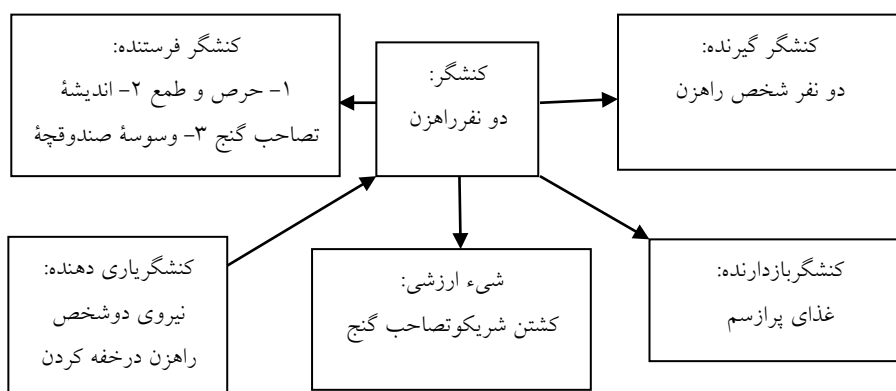 کنشگر گیرنده:
دو نفر شخص راهزن
کنشگر:
دو نفرراهزن
کنشگر فرستنده:
۱- حرص و طمع ۲- اندیشهٔ
تصاحب گنج ۳- وسوسهٔ صندوقچهٔ
کنشگربازدارنده:
غذای پرازسم
شیء ارزشی:
کشتن شریکوتصاحب گنج
کنشگریاری دهنده:
نیروی دوشخص
راهزن درخفه کردن